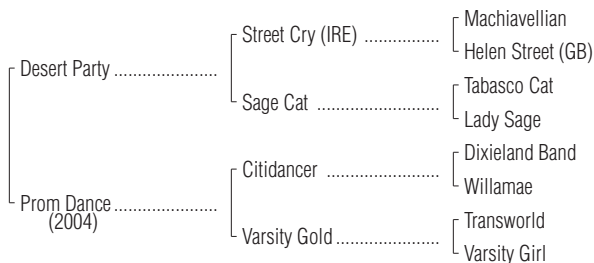 Machiavellian
Street Cry (IRE) ..................
Helen Street (GB)
Desert Party ........................
Tabasco Cat
Sage Cat .............................
Lady Sage
Dixieland Band
Citidancer ...........................
Willamae
Prom Dance ........................
(2004)
Transworld
Varsity Gold ........................
Varsity Girl